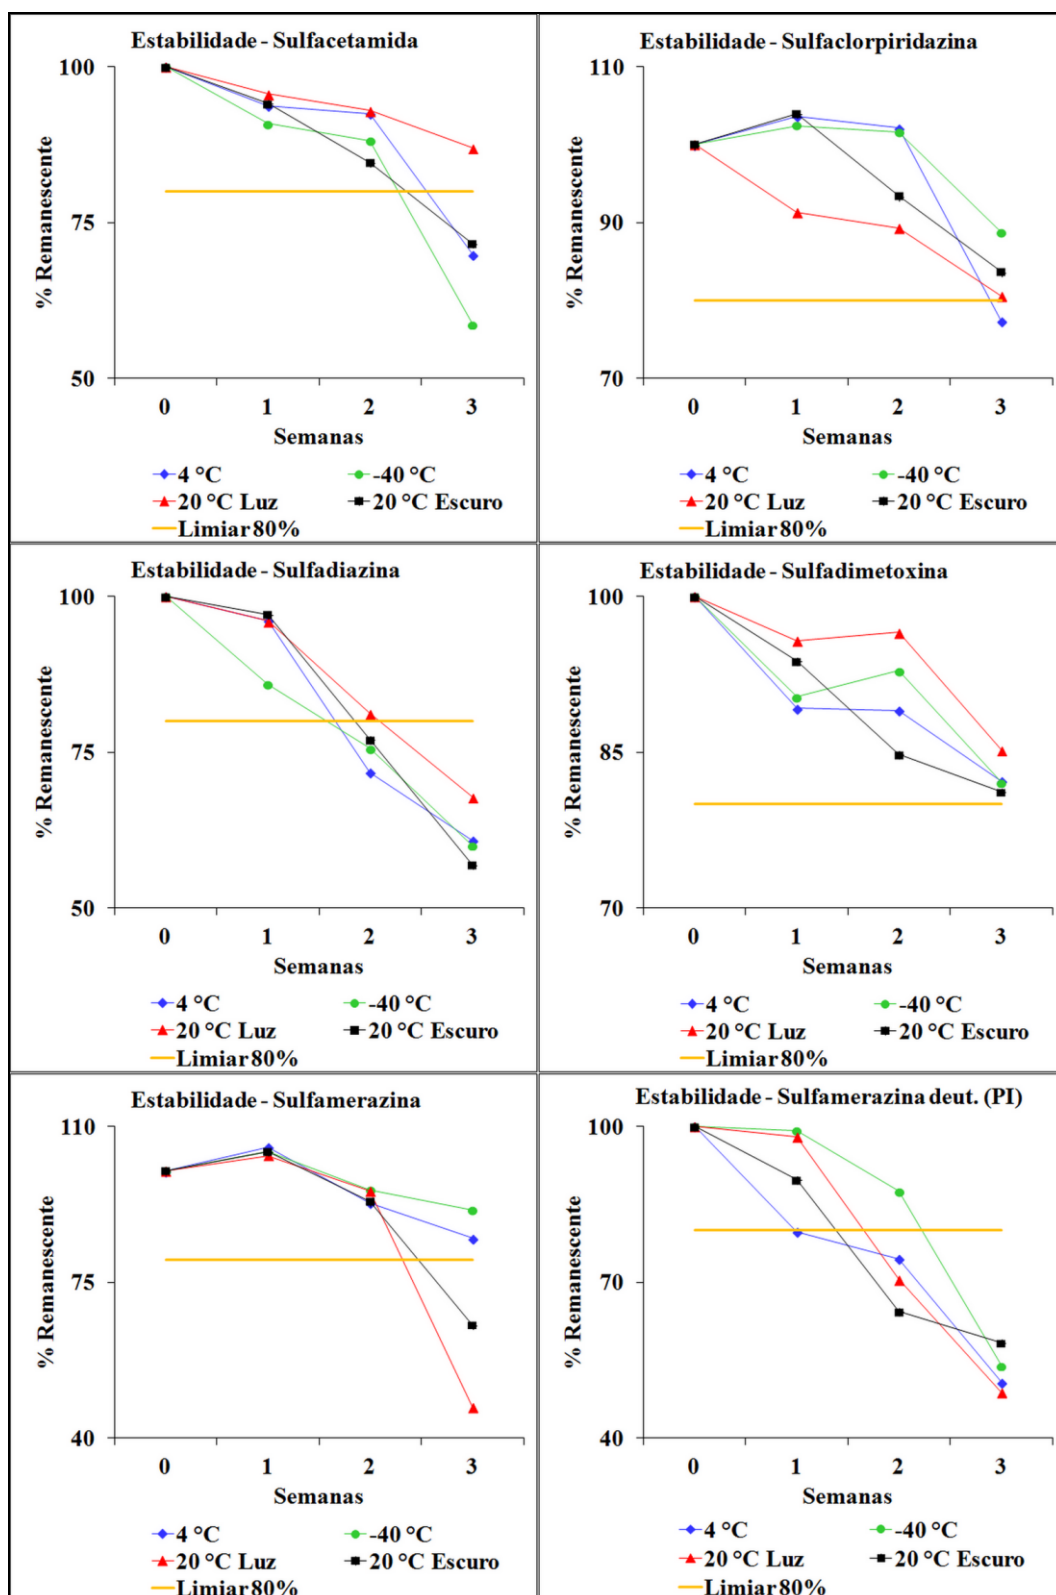 Estabilidade - Sulfacetamida
% Remanescente
100
75
50
0 1 2 3
Semanas
4 °C -40 °C
20 °C Luz 20 °C Escuro
Limiar 80%
Estabilidade - Sulfaclorpiridazina
% Remanescente
110
90
70
0 1 2 3
Semanas
4 °C -40 °C
20 °C Luz 20 °C Escuro
Limiar 80%
Estabilidade - Sulfadiazina
% Remanescente
100
75
50
0 1 2 3
Semanas
4 °C -40 °C
20 °C Luz 20 °C Escuro
Limiar 80%
Estabilidade - Sulfadimetoxina
% Remanescente
100
85
70
0 1 2 3
Semanas
4 °C -40 °C
20 °C Luz 20 °C Escuro
Limiar 80%
Estabilidade - Sulfamerazina
% Remanescente
110
75
40
0 1 2 3
Semanas
4 °C -40 °C
20 °C Luz 20 °C Escuro
Limiar 80%
Estabilidade - Sulfamerazina deut. (PI)
% Remanescente
100
70
40
0 1 2 3
Semanas
4 °C -40 °C
20 °C Luz 20 °C Escuro
Limiar 80%